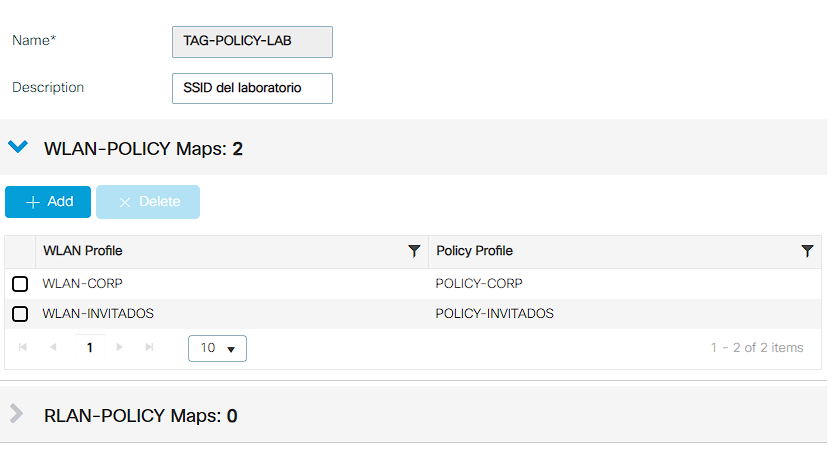 Name* TAG-POLICY-LAB
Description SSID del laboratorio
WLAN-POLICY Maps: 2
Add Delete
WLAN Profile Policy Profile
WLAN-CORP POLICY-CORP
WLAN-INVITADOS POLICY-INVITADOS
1 10 1 - 2 of 2 items
RLAN-POLICY Maps: 0